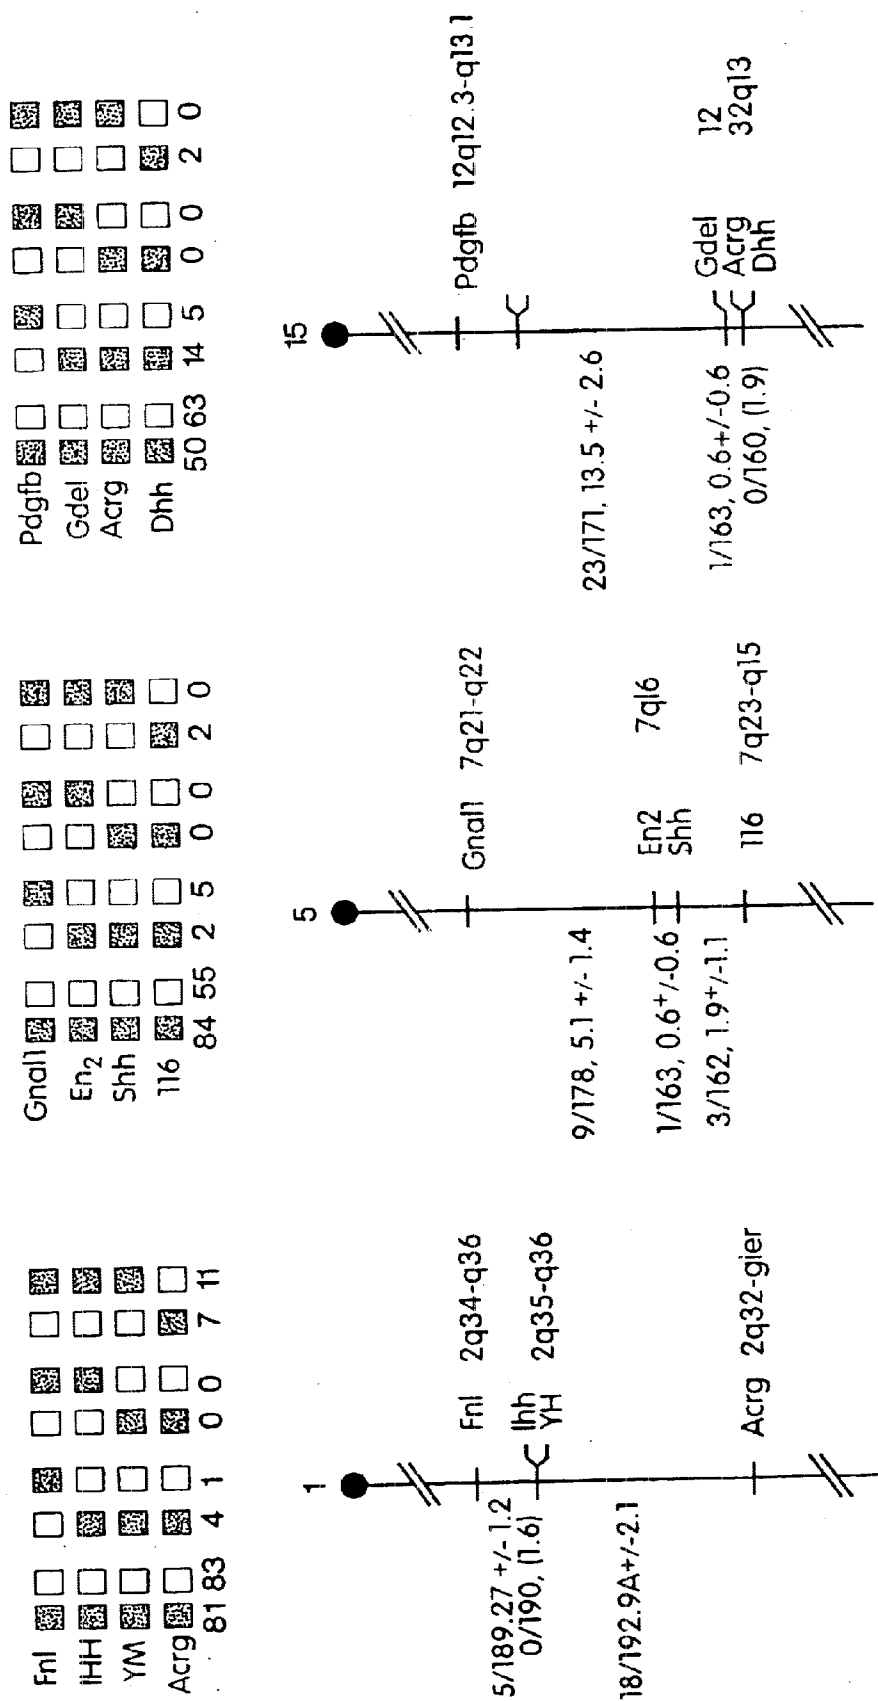 Fnl
IHH
YM
Acrg
81 83 4 1 0 0 7 11
1
5/189.27 +/- 1.2
0/190, (1.6)
18/192.9A+/-2.1
Fnl 2q34-q36
Ihh 2q35-q36
YH
Acrg 2q32-gier
Gnall
En2
Shh
116
84 55 2 5 0 0 2 0
5
9/178, 5.1 +/- 1.4
1/163, 0.6+/-0.6
3/162, 1.9+/-1.1
Gnall 7q21-q22
En2 7q16
Shh
116 7q23-q15
Pdgfb
Gdel
Acrg
Dhh
50 63 14 5 0 0 2 0
15
23/171, 13.5 +/- 2.6
1/163, 0.6+/-0.6
0/160, (1.9)
Pdgfb 12q12.3-q13.1
Gdel 12
Acrg 32q13
Dhh